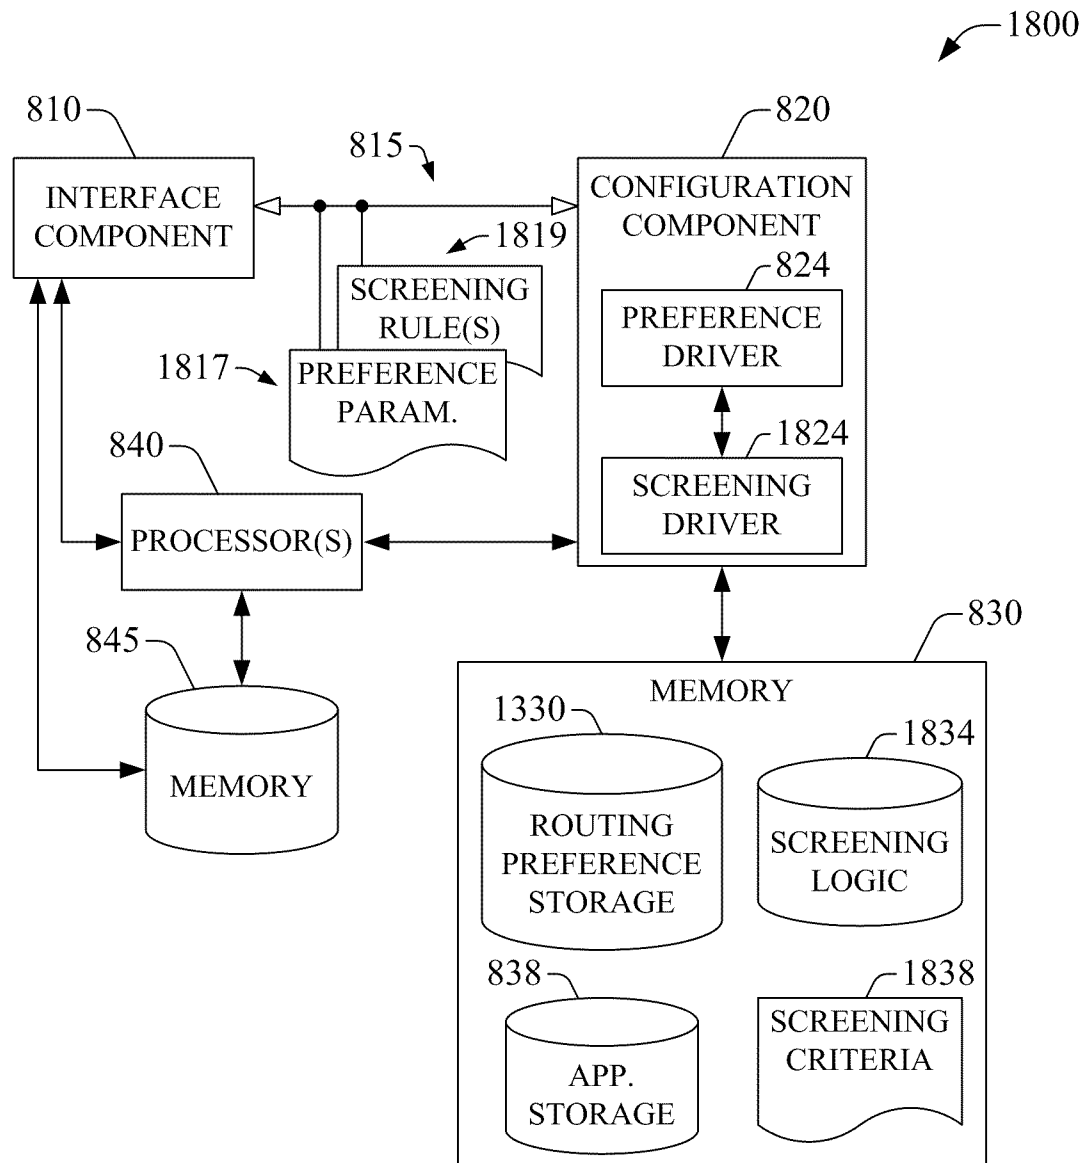 1800
810
820
815
INTERFACE
COMPONENT
CONFIGURATION
COMPONENT
1819
824
SCREENING
RULE(S)
PREFERENCE
DRIVER
1817
PREFERENCE
PARAM.
840
1824
SCREENING
DRIVER
PROCESSOR(S)
830
845
MEMORY
1330
1834
MEMORY
ROUTING
PREFERENCE
STORAGE
SCREENING
LOGIC
838
1838
SCREENING
CRITERIA
APP.
STORAGE